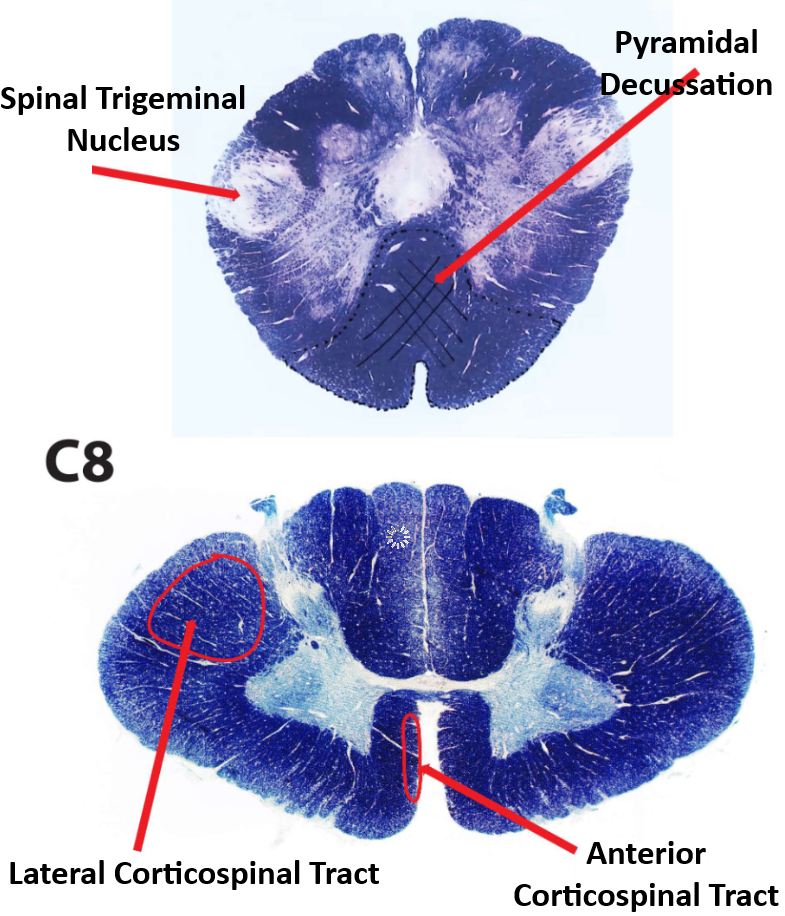 Pyramidal
Decussation
Spinal Trigeminal
Nucleus
C8
Lateral Corticospinal Tract
Anterior
Corticospinal Tract